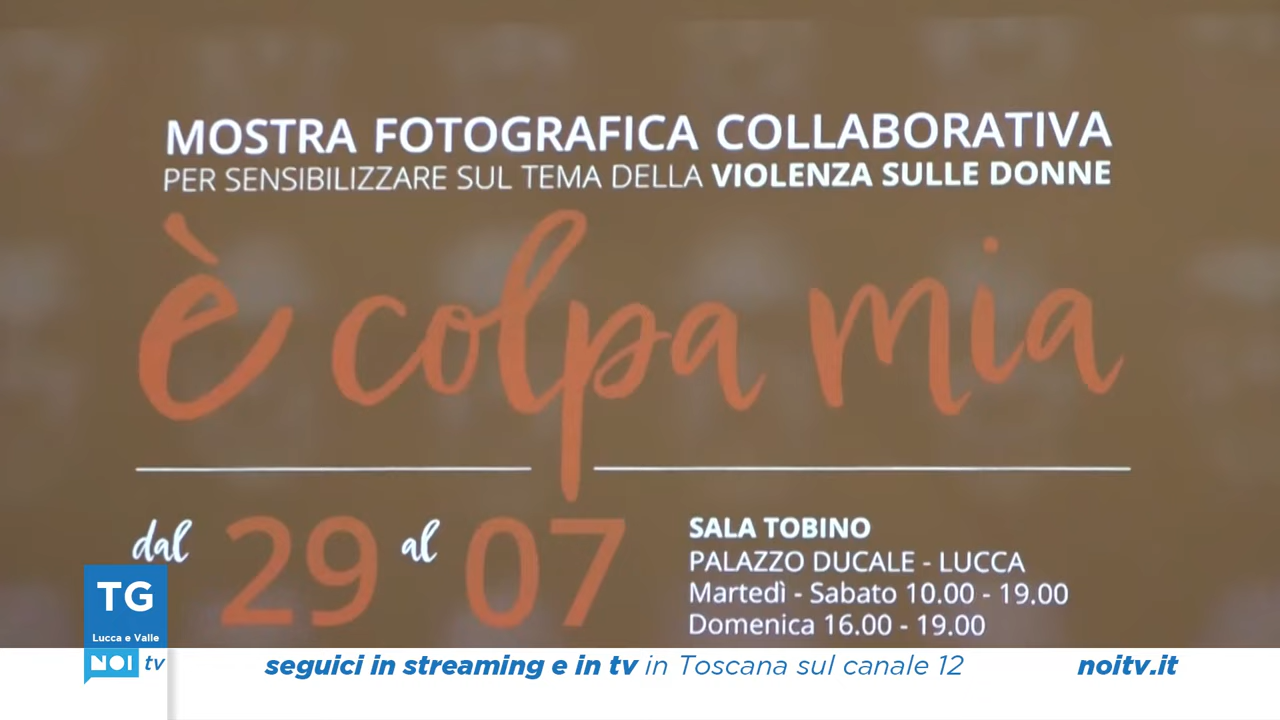 MOSTRA FOTOGRAFICA COLLABORATIVA
PER SENSIBILIZZARE SUL TEMA DELLA VIOLENZA SULLE DONNE
è colpa mia
dal 29 al 07
SALA TOBINO
PALAZZO DUCALE - LUCCA
Martedì - Sabato 10.00 - 19.00
Domenica 16.00 - 19.00
TG
Lucca e Valle
NOI tv
seguici in streaming e in tv in Toscana sul canale 12
noitv.it